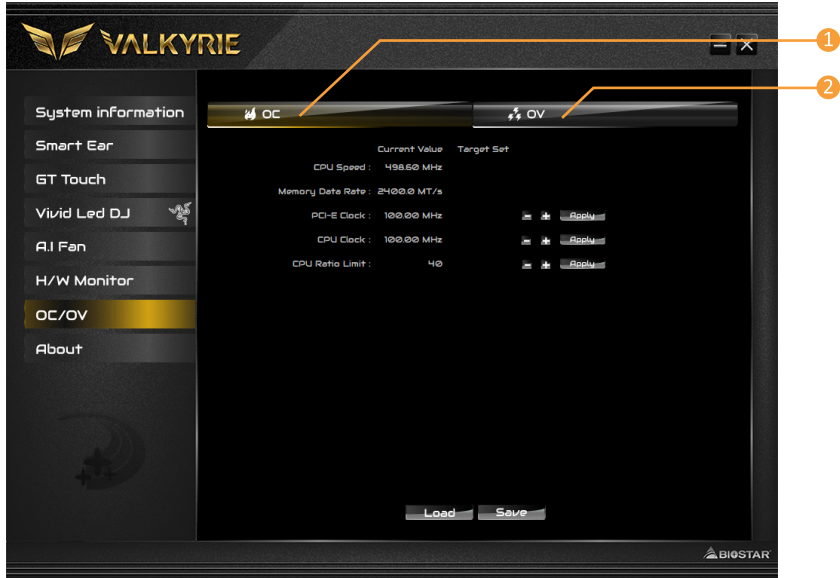 VALKYRIE
1
2
System information
Smart Ear
GT Touch
Vivid Led DJ
A.I Fan
H/W Monitor
OC/OV
About
OC
OV
Current Value Target Set
CPU Speed : 498.60 MHz
Memory Data Rate : 2400.0 MT/s
PCI-E Clock : 100.00 MHz - + Apply
CPU Clock : 100.00 MHz - + Apply
CPU Ratio Limit : 40 - + Apply
Load Save
BIOSTAR